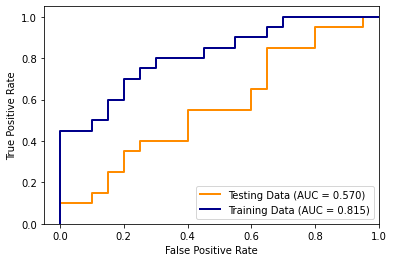 1.0
0.8
0.6
0.4
0.2
0.0
True Positive Rate
Testing Data (AUC = 0.570)
Training Data (AUC = 0.815)
0.0 0.2 0.4 0.6 0.8 1.0
False Positive Rate